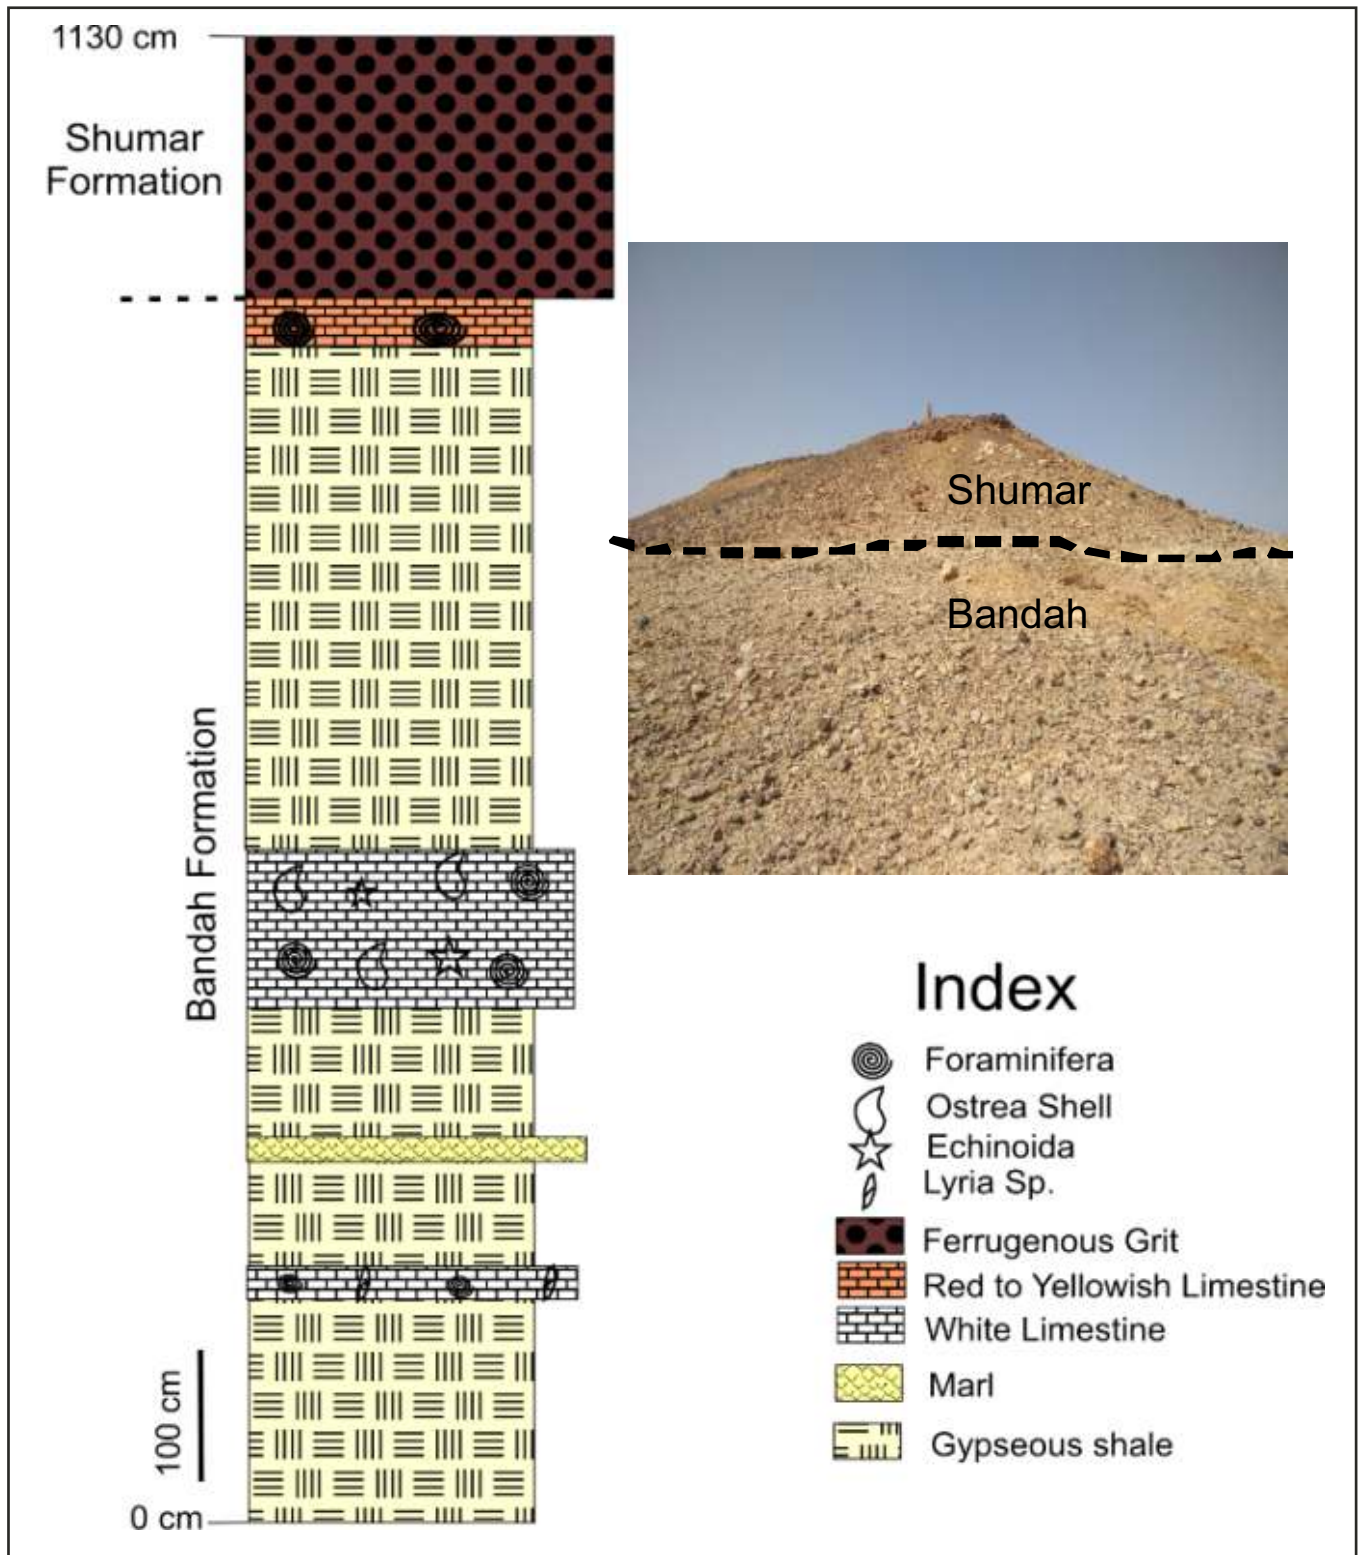 1130 cm
Shumar
Formation
Shumar
Bandah
Bandah Formation
100 cm
0 cm
Index
Foraminifera
Ostrea Shell
Echinoida
Lyria Sp.
Ferrugenous Grit
Red to Yellowish Limestine
White Limestine
Marl
Gypseous shale